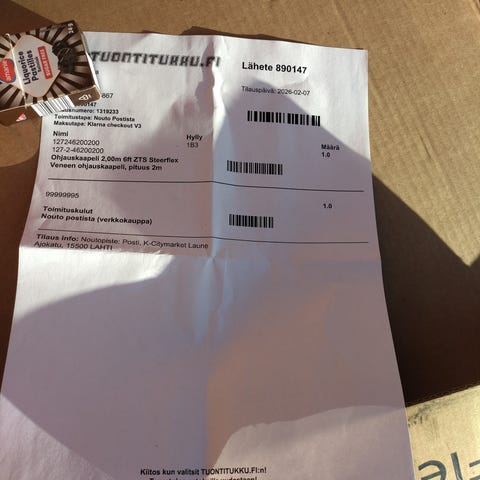 Liquorice
Pastilles
TUONTITUKKU.FI
Lähete 890147
Tilauspäivä: 2026-02-07
867
Toimitustapa: Nouto Postista
Maksutapa: Klarna checkout V3
Nimi Hylly Määrä
127246200200 1B3 1.0
127-2-46200200
Ohjauskaapeli 2,00m 6ft ZTS Steerflex
Veneen ohjauskaapeli, pituus 2m
99999995 1.0
Toimituskulut
Nouto postista (verkkokauppa)
Tilaus info: Noutopiste: Posti, K-Citymarket Laune
Ajokatu, 15500 LAHTI
Kiitos kun valitsit TUONTITUKKU.FI:n!